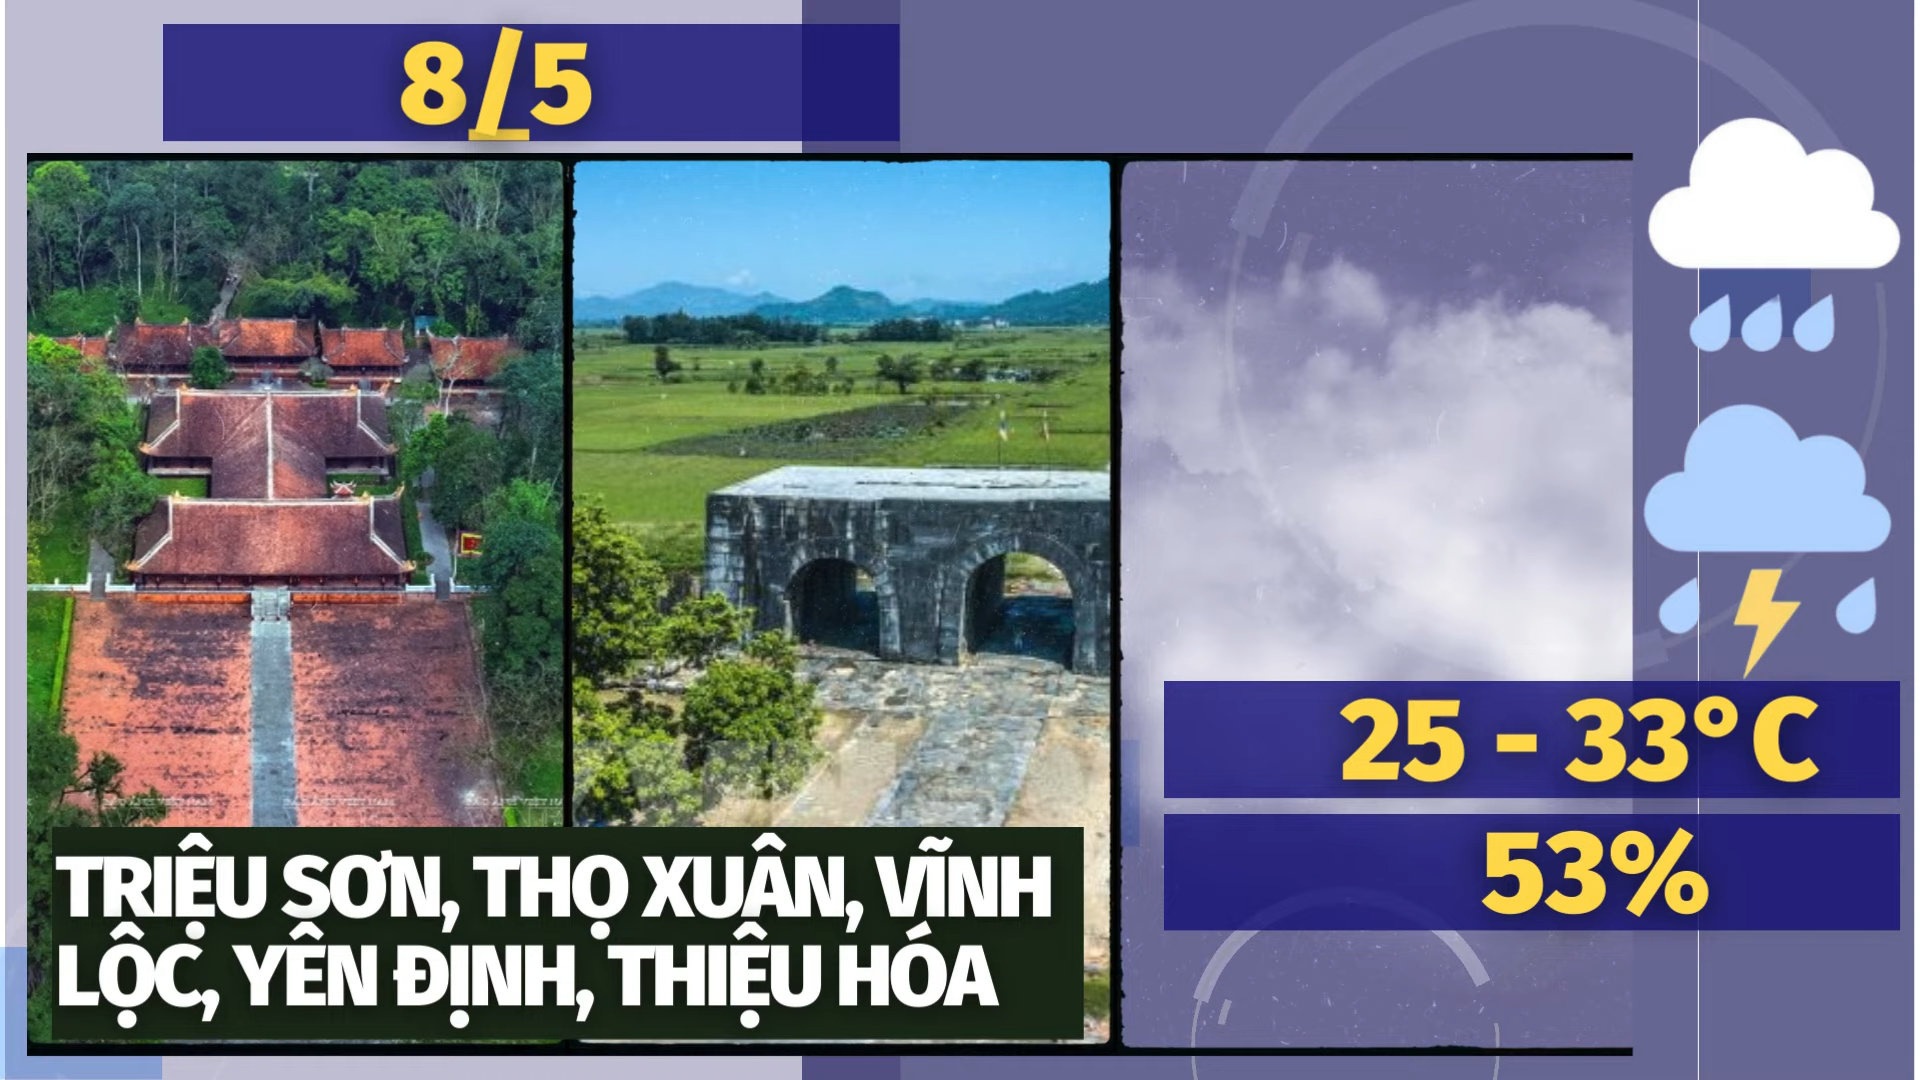 8/5
25 - 33°C
53%
TRIỆU SƠN, THỌ XUÂN, VĨNH
LỘC, YÊN ĐỊNH, THIỆU HÓA